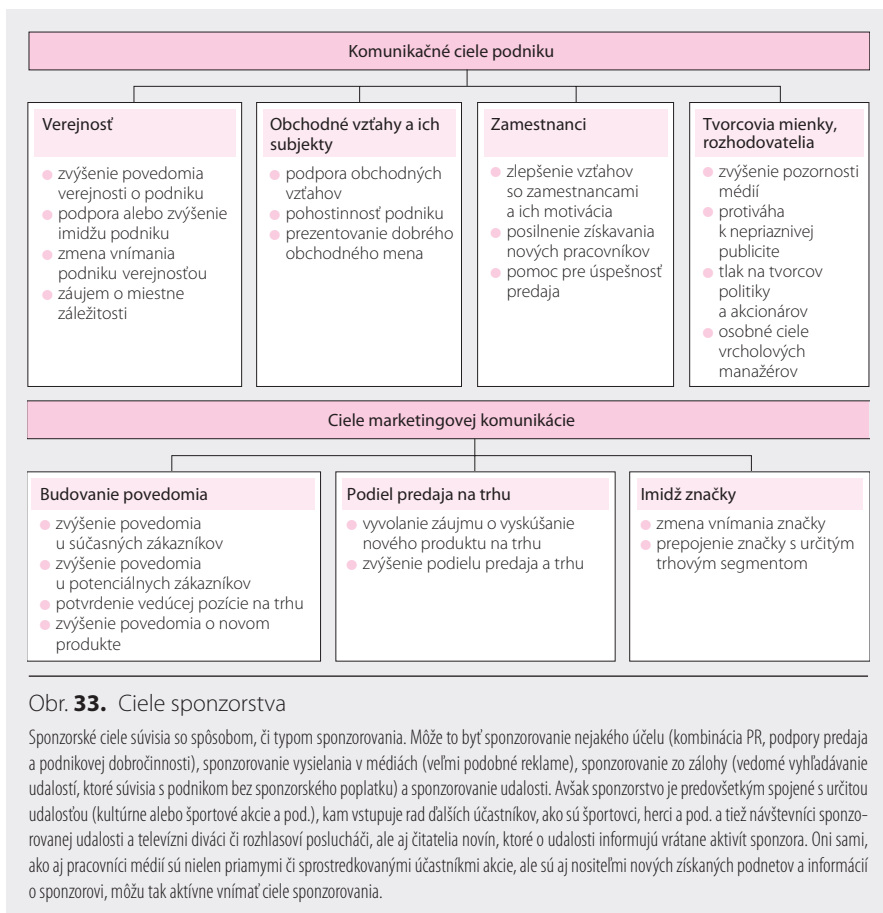 Komunikačné ciele podniku
Verejnosť
zvýšenie povedomia
verejnosti o podniku
podpora alebo zvýšenie
imidžu podniku
zmena vnímania
podniku verejnosťou
záujem o miestne
záležitosti
Obchodné vzťahy a ich
subjekty
podpora obchodných
vzťahov
pohostinnosť podniku
prezentovanie dobrého
obchodného mena
Zamestnanci
zlepšenie vzťahov
so zamestnancami
a ich motivácia
posilnenie získavania
nových pracovníkov
pomoc pre úspešnosť
predaja
Tvorcovia mienky,
rozhodovatelia
zvýšenie pozornosti
médií
protiváha
k nepriaznivej
publicite
tlak na tvorcov
politiky
a akcionárov
osobné ciele
vrcholových
manažérov
Ciele marketingovej komunikácie
Budovanie povedomia
zvýšenie povedomia
u súčasných zákazníkov
zvýšenie povedomia
u potenciálnych zákazníkov
potvrdenie vedúcej pozície na trhu
zvýšenie povedomia o novom
produkte
Podiel predaja na trhu
vyvolanie záujmu o vyskúšanie
nového produktu na trhu
zvýšenie podielu predaja a trhu
Imidž značky
zmena vnímania značky
prepojenie značky s určitým
trhovým segmentom
Obr. 33. Ciele sponzorstva
Sponzorské ciele súvisia so spôsobom, či typom sponzorovania. Môže to byť sponzorovanie nejakého účelu (kombinácia PR, podpory predaja
a podnikovej dobročinnosti), sponzorovanie vysielania v médiách (veľmi podobné reklame), sponzorovanie zo zálohy (vedomé vyhľadávanie
udalostí, ktoré súvisia s podnikom bez sponzorského poplatku) a sponzorovanie udalosti. Avšak sponzorstvo je predovšetkým spojené s určitou
udalosťou (kultúrne alebo športové akcie a pod.), kam vstupuje rad ďalších účastníkov, ako sú športovci, herci a pod. a tiež návštevníci sponzo-
rovanej udalosti a televízni diváci či rozhlasoví poslucháči, ale aj čitatelia novín, ktoré o udalosti informujú vrátane aktivít sponzora. Oni sami,
ako aj pracovníci médií sú nielen priamymi či sprostredkovanými účastníkmi akcie, ale sú aj nositeľmi nových získaných podnetov a informácií
o sponzorovi, môžu tak aktívne vnímať ciele sponzorovania.